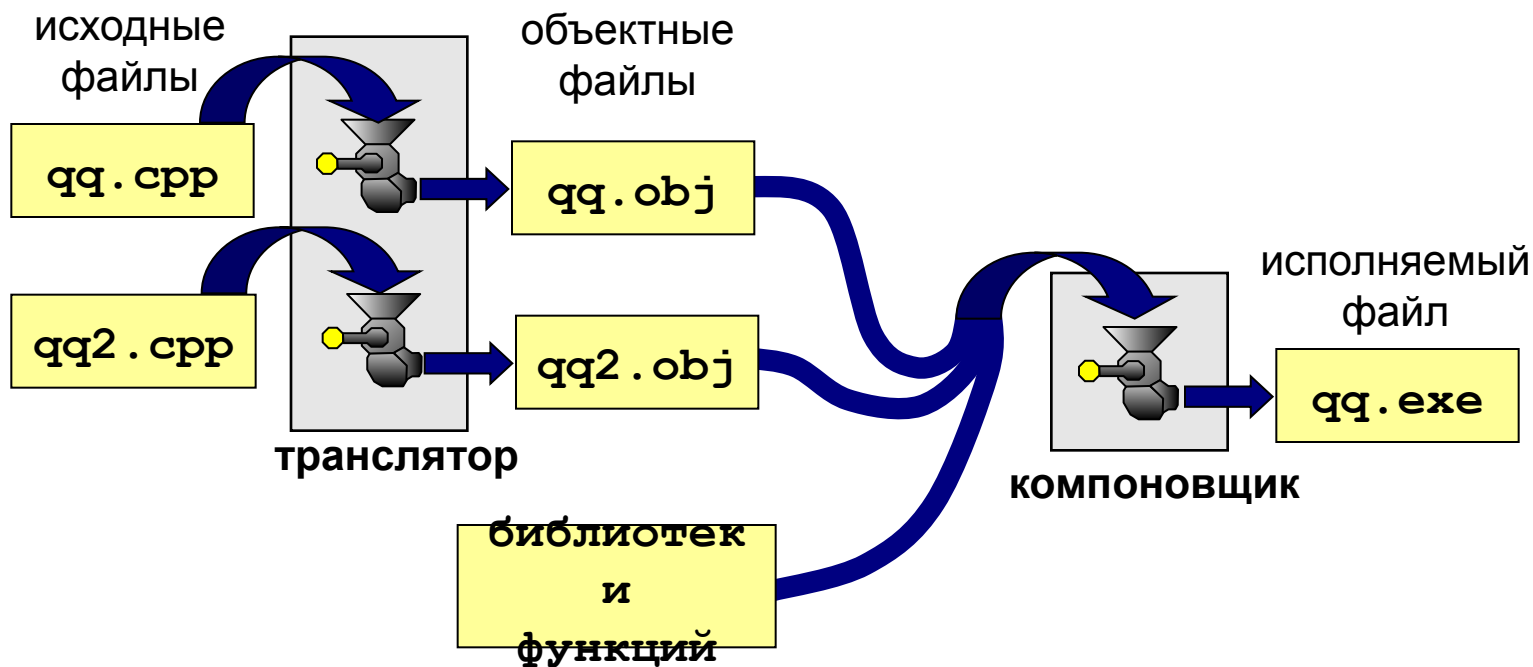 исходные
файлы
объектные
файлы
qq.cpp
qq.obj
qq2.cpp
qq2.obj
транслятор
исполняемый
файл
qq.exe
компоновщик
библиотек
и
функций